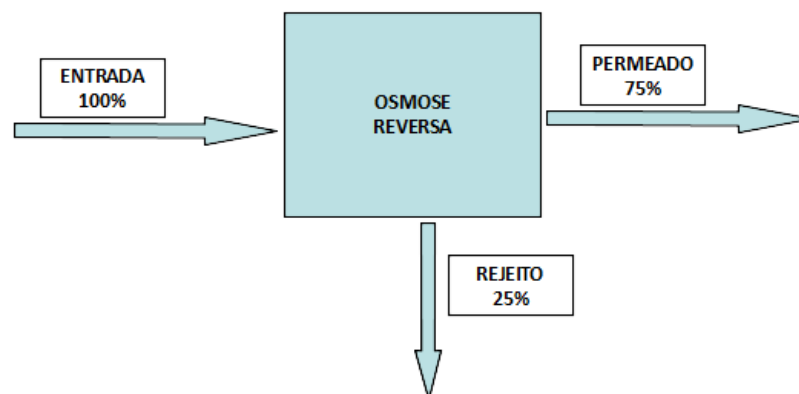 ENTRADA
100%
OSMOSE
REVERSA
PERMEADO
75%
REJEITO
25%